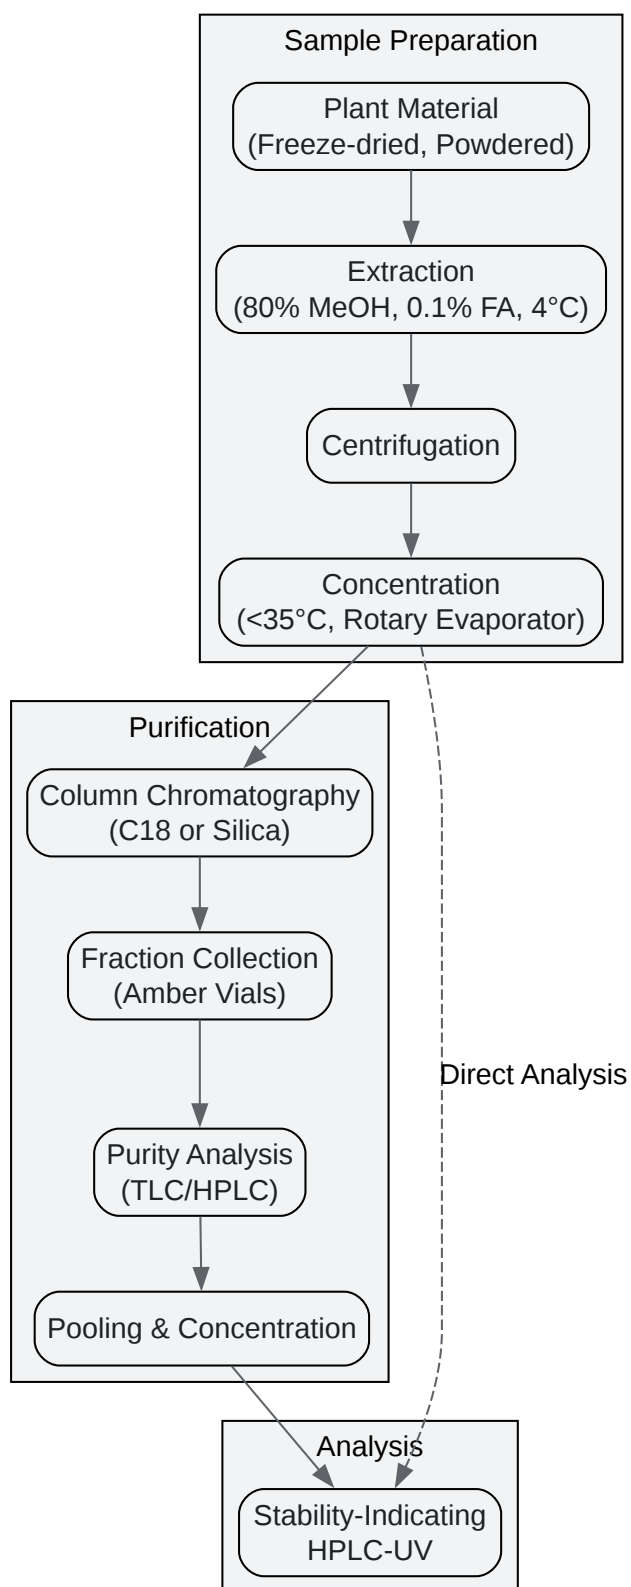 Sample Preparation
Plant Material
(Freeze-dried, Powdered)
Extraction
(80% MeOH, 0.1% FA, 4°C)
Centrifugation
Concentration
(<35°C, Rotary Evaporator)
Purification
Column Chromatography
(C18 or Silica)
Fraction Collection
(Amber Vials)
Direct Analysis
Purity Analysis
(TLC/HPLC)
Pooling & Concentration
Analysis
Stability-Indicating
HPLC-UV